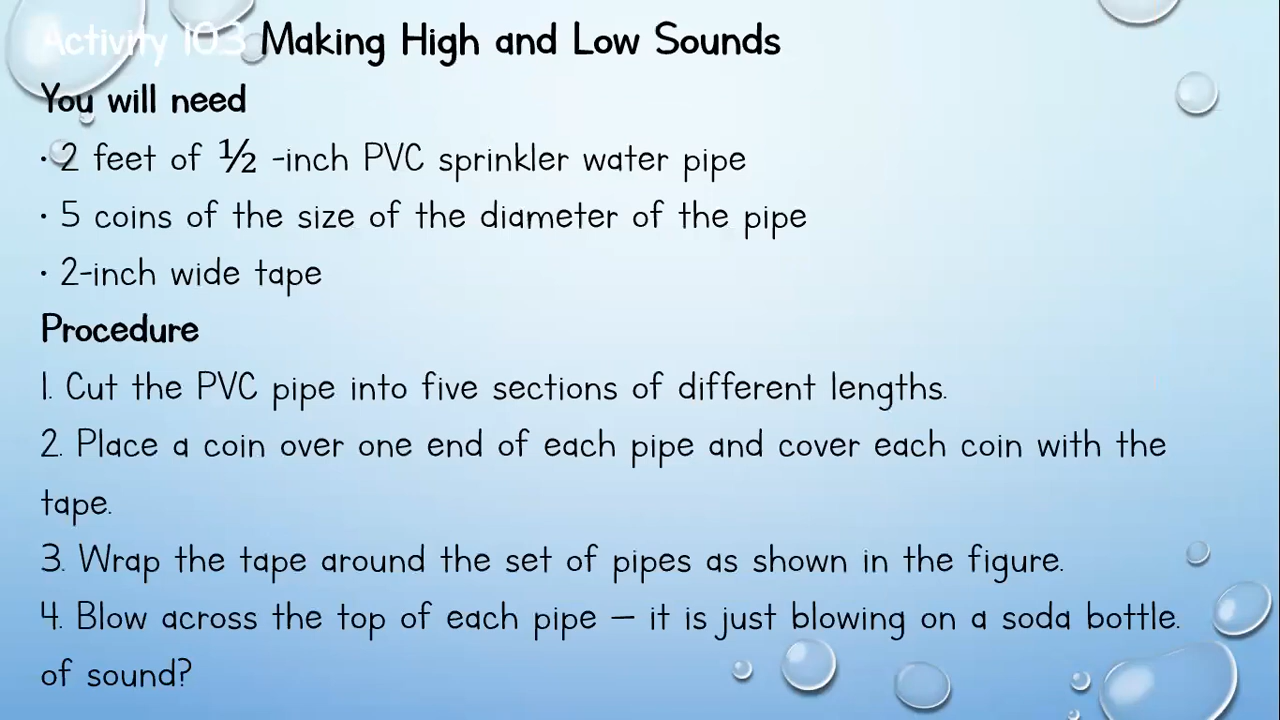 Activity 103 Making High and Low Sounds
You will need
• 2 feet of ½ -inch PVC sprinkler water pipe
• 5 coins of the size of the diameter of the pipe
• 2-inch wide tape
Procedure
1. Cut the PVC pipe into five sections of different lengths.
2. Place a coin over one end of each pipe and cover each coin with the
tape.
3. Wrap the tape around the set of pipes as shown in the figure.
4. Blow across the top of each pipe – it is just blowing on a soda bottle.
of sound?